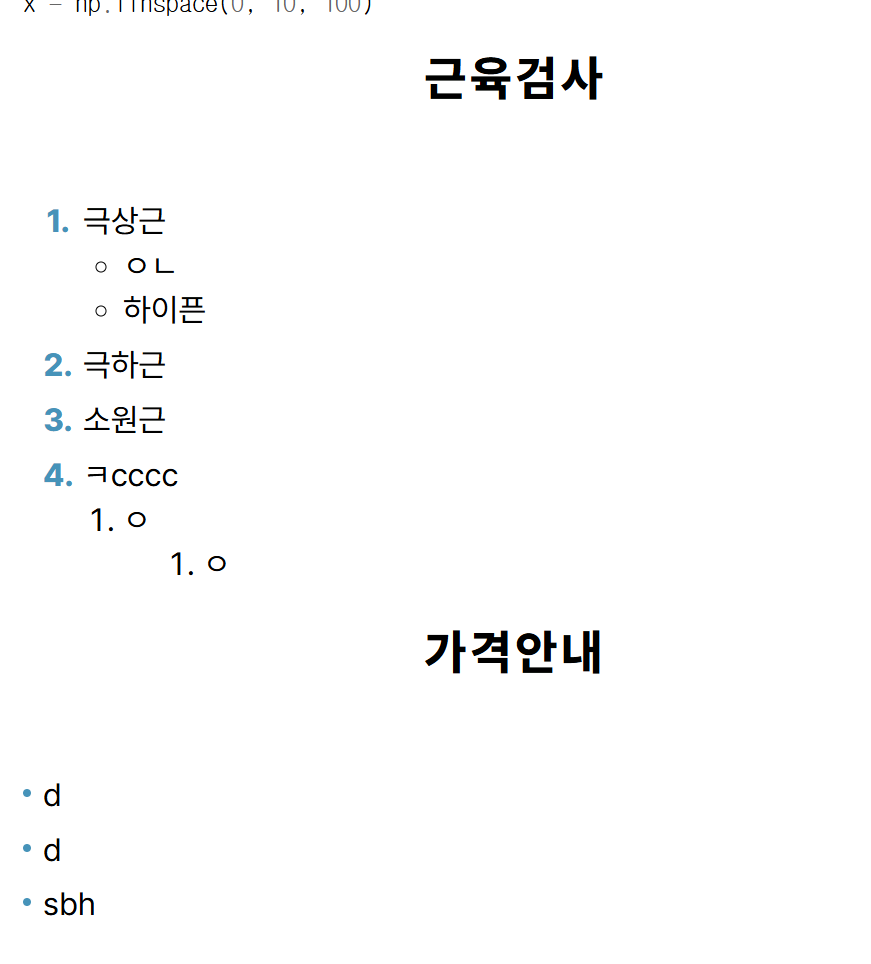 x - np.linspace(0, 10, 100)
근육검사
1. 극상근
ㅇㄴ
하이픈
2. 극하근
3. 소원근
4. ㅋcccc
1. ㅇ
1. ㅇ
가격안내
• d
• d
• sbh